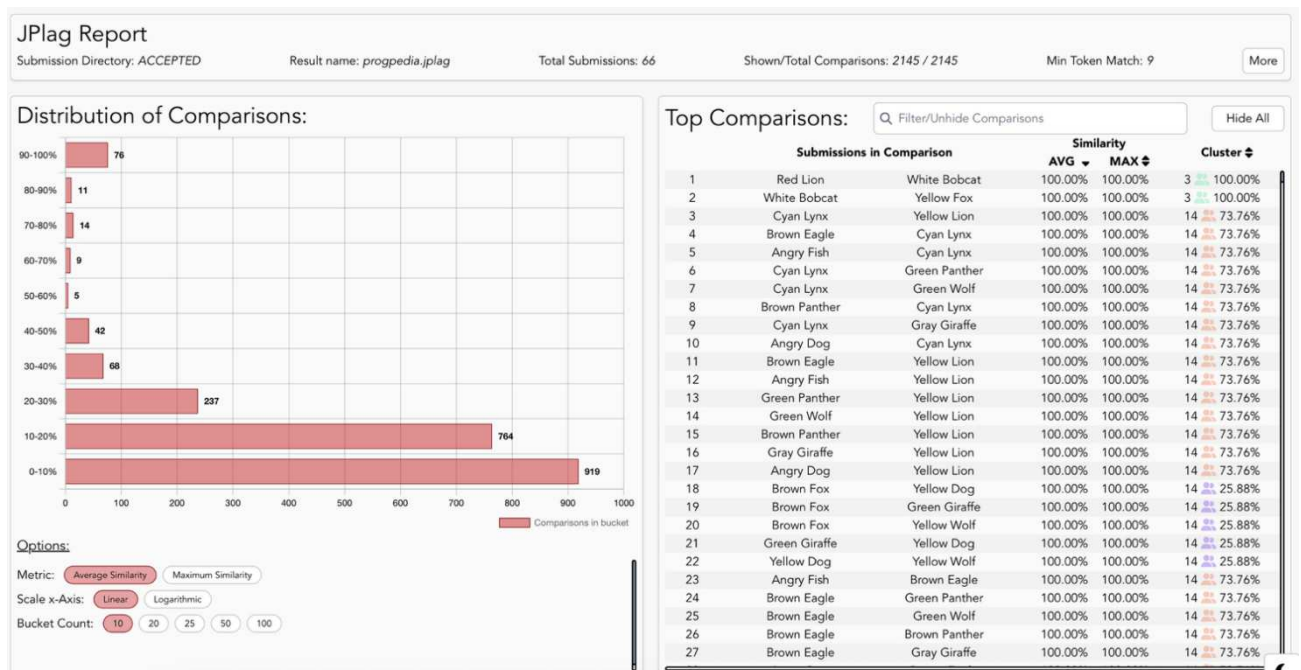 JPlag Report
Submission Directory: ACCEPTED Result name: progpedia.jplag Total Submissions: 66 Shown/Total Comparisons: 2145 / 2145 Min Token Match: 9 More
Distribution of Comparisons:
90-100% 76
80-90% 11
70-80% 14
60-70% 9
50-60% 5
40-50% 42
30-40% 68
20-30% 237
10-20% 764
0-10% 919
0 100 200 300 400 500 600 700 800 900 1000
Comparisons in bucket
Options:
Metric: Average Similarity Maximum Similarity
Scale x-Axis: Linear Logarithmic
Bucket Count: 10 20 25 50 100
Top Comparisons: Filter/Unhide Comparisons Hide All
Submissions in Comparison Similarity Cluster
AVG MAX
1 Red Lion White Bobcat 100.00% 100.00% 3 100.00%
2 White Bobcat Yellow Fox 100.00% 100.00% 3 100.00%
3 Cyan Lynx Yellow Lion 100.00% 100.00% 14 73.76%
4 Brown Eagle Cyan Lynx 100.00% 100.00% 14 73.76%
5 Angry Fish Cyan Lynx 100.00% 100.00% 14 73.76%
6 Cyan Lynx Green Panther 100.00% 100.00% 14 73.76%
7 Cyan Lynx Green Wolf 100.00% 100.00% 14 73.76%
8 Brown Panther Cyan Lynx 100.00% 100.00% 14 73.76%
9 Cyan Lynx Gray Giraffe 100.00% 100.00% 14 73.76%
10 Angry Dog Cyan Lynx 100.00% 100.00% 14 73.76%
11 Brown Eagle Yellow Lion 100.00% 100.00% 14 73.76%
12 Angry Fish Yellow Lion 100.00% 100.00% 14 73.76%
13 Green Panther Yellow Lion 100.00% 100.00% 14 73.76%
14 Green Wolf Yellow Lion 100.00% 100.00% 14 73.76%
15 Brown Panther Yellow Lion 100.00% 100.00% 14 73.76%
16 Gray Giraffe Yellow Lion 100.00% 100.00% 14 73.76%
17 Angry Dog Yellow Lion 100.00% 100.00% 14 73.76%
18 Brown Fox Yellow Dog 100.00% 100.00% 14 25.88%
19 Brown Fox Green Giraffe 100.00% 100.00% 14 25.88%
20 Brown Fox Yellow Wolf 100.00% 100.00% 14 25.88%
21 Green Giraffe Yellow Dog 100.00% 100.00% 14 25.88%
22 Yellow Dog Yellow Wolf 100.00% 100.00% 14 25.88%
23 Angry Fish Brown Eagle 100.00% 100.00% 14 73.76%
24 Brown Eagle Green Panther 100.00% 100.00% 14 73.76%
25 Brown Eagle Green Wolf 100.00% 100.00% 14 73.76%
26 Brown Eagle Brown Panther 100.00% 100.00% 14 73.76%
27 Brown Eagle Gray Giraffe 100.00% 100.00% 14 73.76%